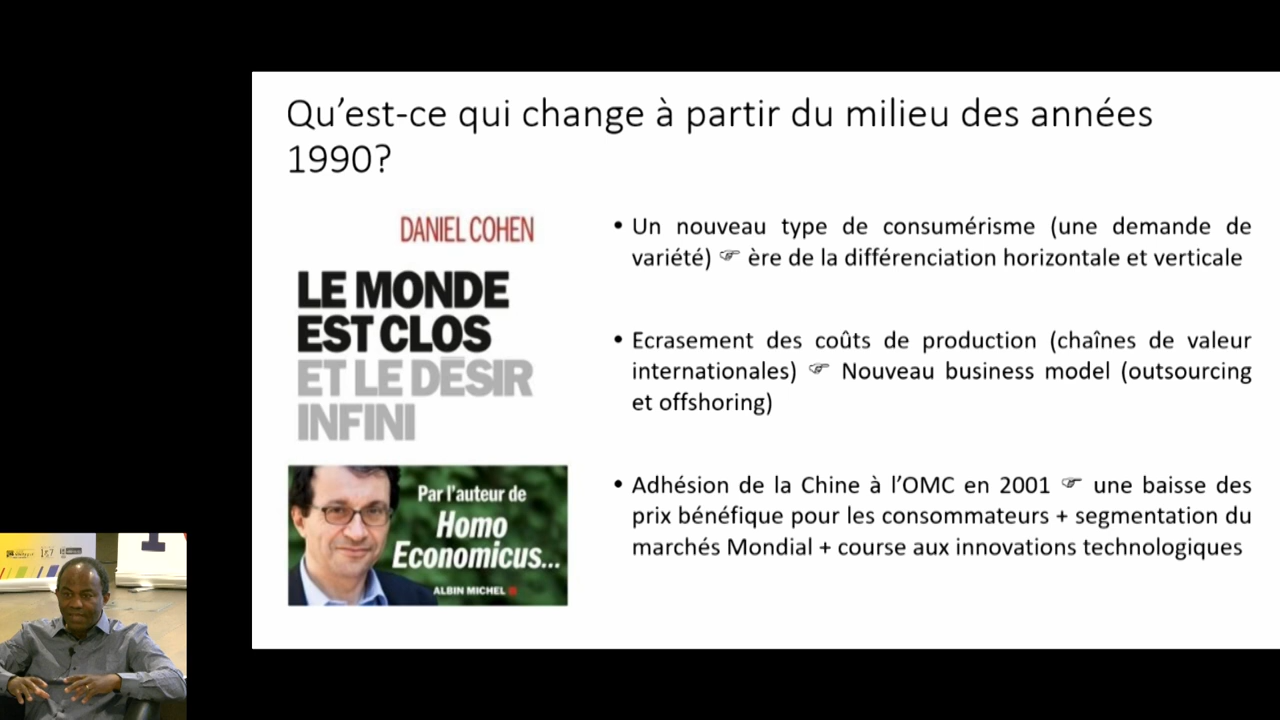 Qu’est-ce qui change à partir du milieu des années
1990?
DANIEL COHEN
LE MONDE
EST CLOS
ET LE DÉSIR
INFINI
Par l'auteur de
Homo
Economicus...
ALBIN MICHEL
• Un nouveau type de consumérisme (une demande de
variété) ☞ ère de la différenciation horizontale et verticale
• Ecrasement des coûts de production (chaînes de valeur
internationales) ☞ Nouveau business model (outsourcing
et offshoring)
• Adhésion de la Chine à l’OMC en 2001 ☞ une baisse des
prix bénéfique pour les consommateurs + segmentation du
marchés Mondial + course aux innovations technologiques